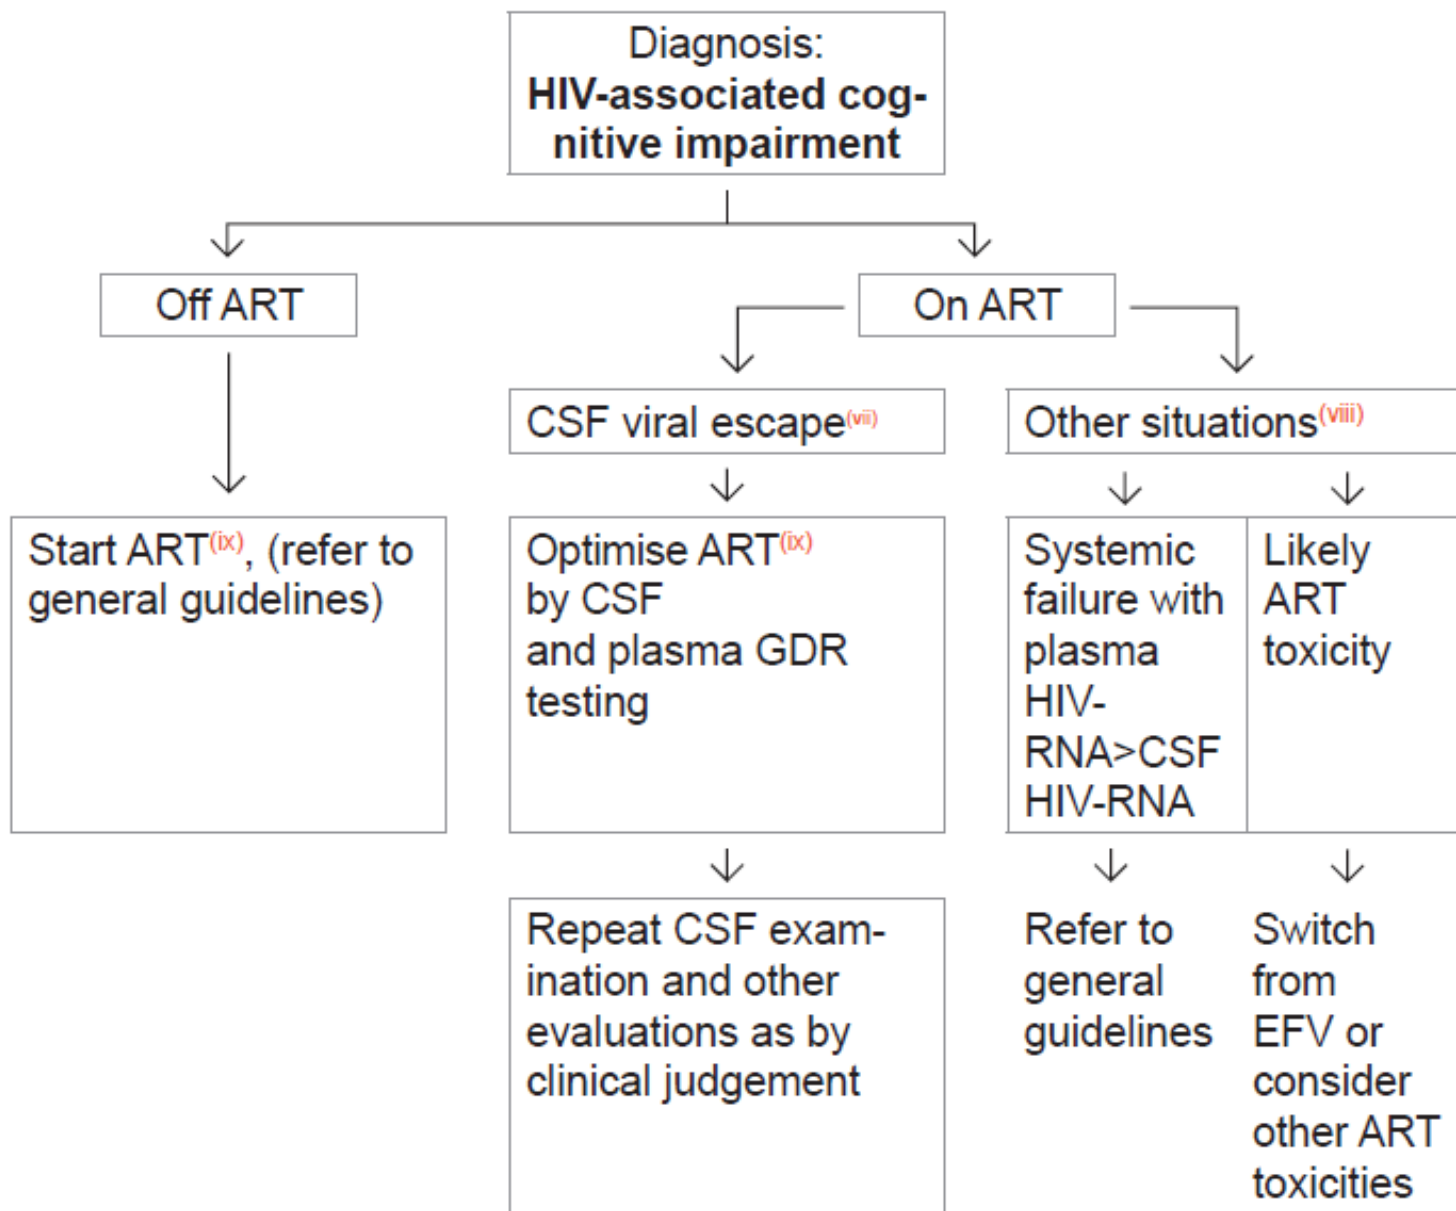 Diagnosis:
HIV-associated cog-
nitive impairment
Off ART
On ART
CSF viral escape(vii)
Other situations(viii)
Start ART(ix), (refer to
general guidelines)
Optimise ART(ix)
by CSF
and plasma GDR
testing
Systemic
failure with
plasma
HIV-
RNA>CSF
HIV-RNA
Likely
ART
toxicity
Repeat CSF exam-
ination and other
evaluations as by
clinical judgement
Refer to
general
guidelines
Switch
from
EFV or
consider
other ART
toxicities